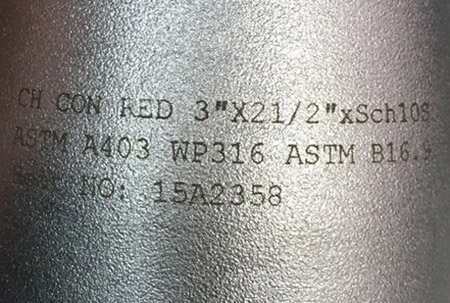 CH CON RED 3"X21/2"xSch10S
ASTM A403 WP316 ASTM B16.9
NO: 15A2358